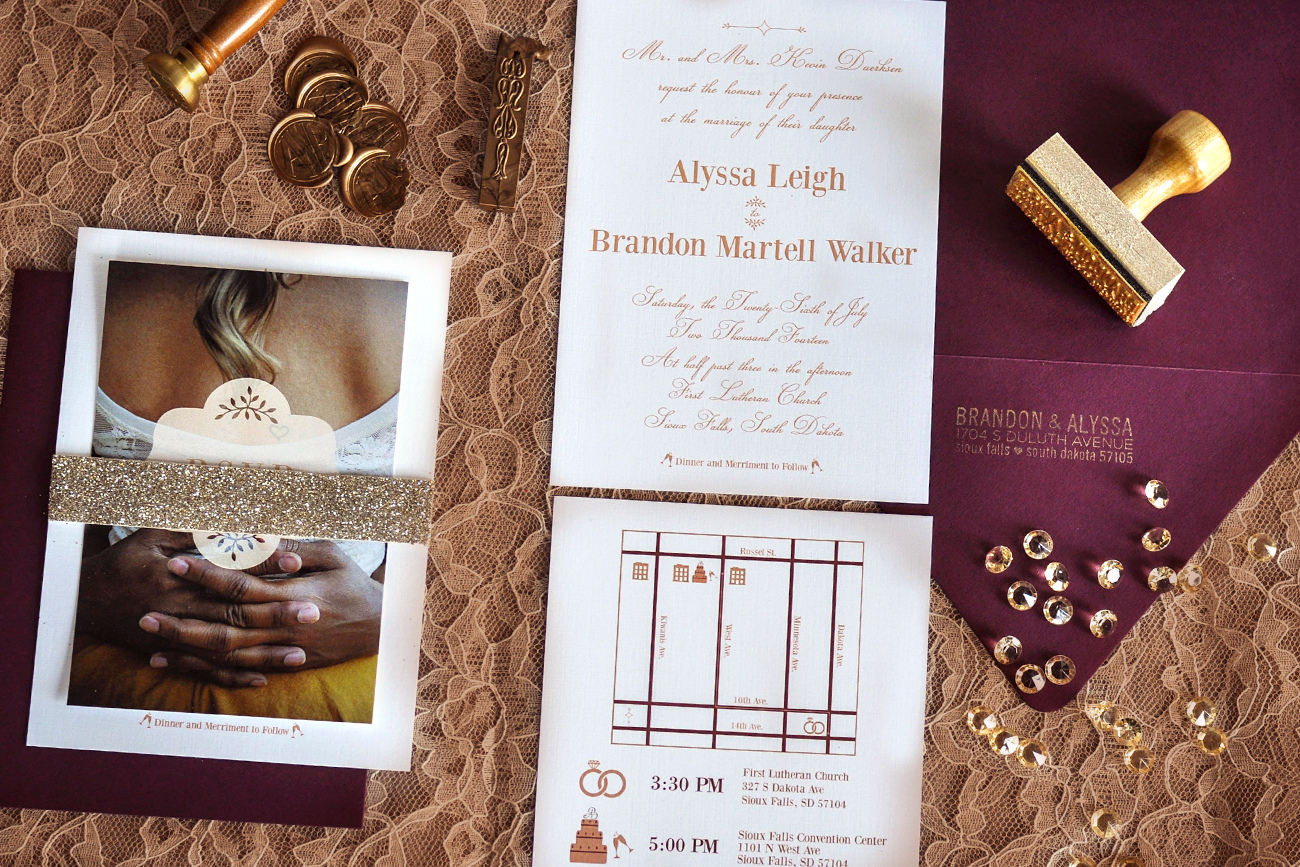 Mr. and Mrs. Kevin Duerksen
request the honour of your presence
at the marriage of their daughter
Alyssa Leigh
to
Brandon Martell Walker
Saturday, the Twenty-Sixth of July
Two Thousand Fourteen
At half past three in the afternoon
First Lutheran Church
Sioux Falls, South Dakota
Dinner and Merriment to Follow
Dinner and Merriment to Follow
Russel St.
Kiwanis Ave.
West Ave.
Minnesota Ave.
Dakota Ave.
10th Ave.
14th Ave.
3:30 PM
First Lutheran Church
327 S Dakota Ave
Sioux Falls, SD 57104
5:00 PM
Sioux Falls Convention Center
1101 N West Ave
Sioux Falls, SD 57104
BRANDON & ALYSSA
1704 S DULUTH AVENUE
sioux falls south dakota 57105